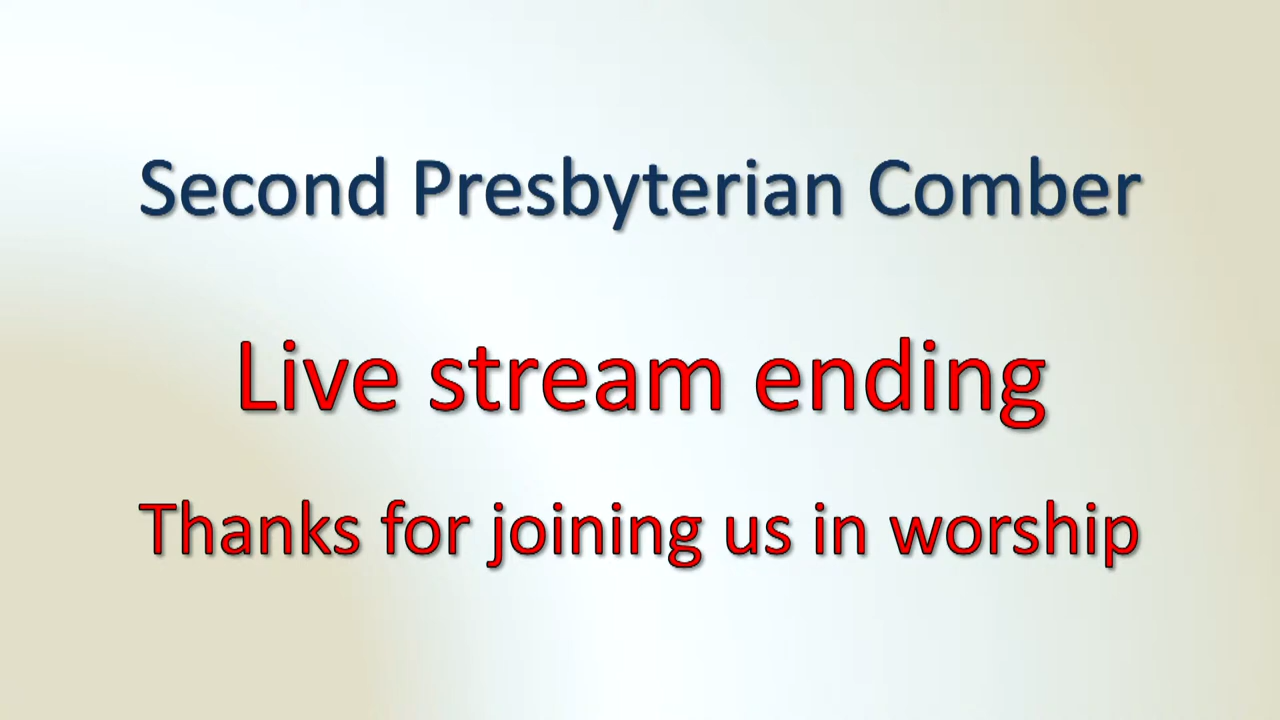 Second Presbyterian Comber
Live stream ending
Thanks for joining us in worship